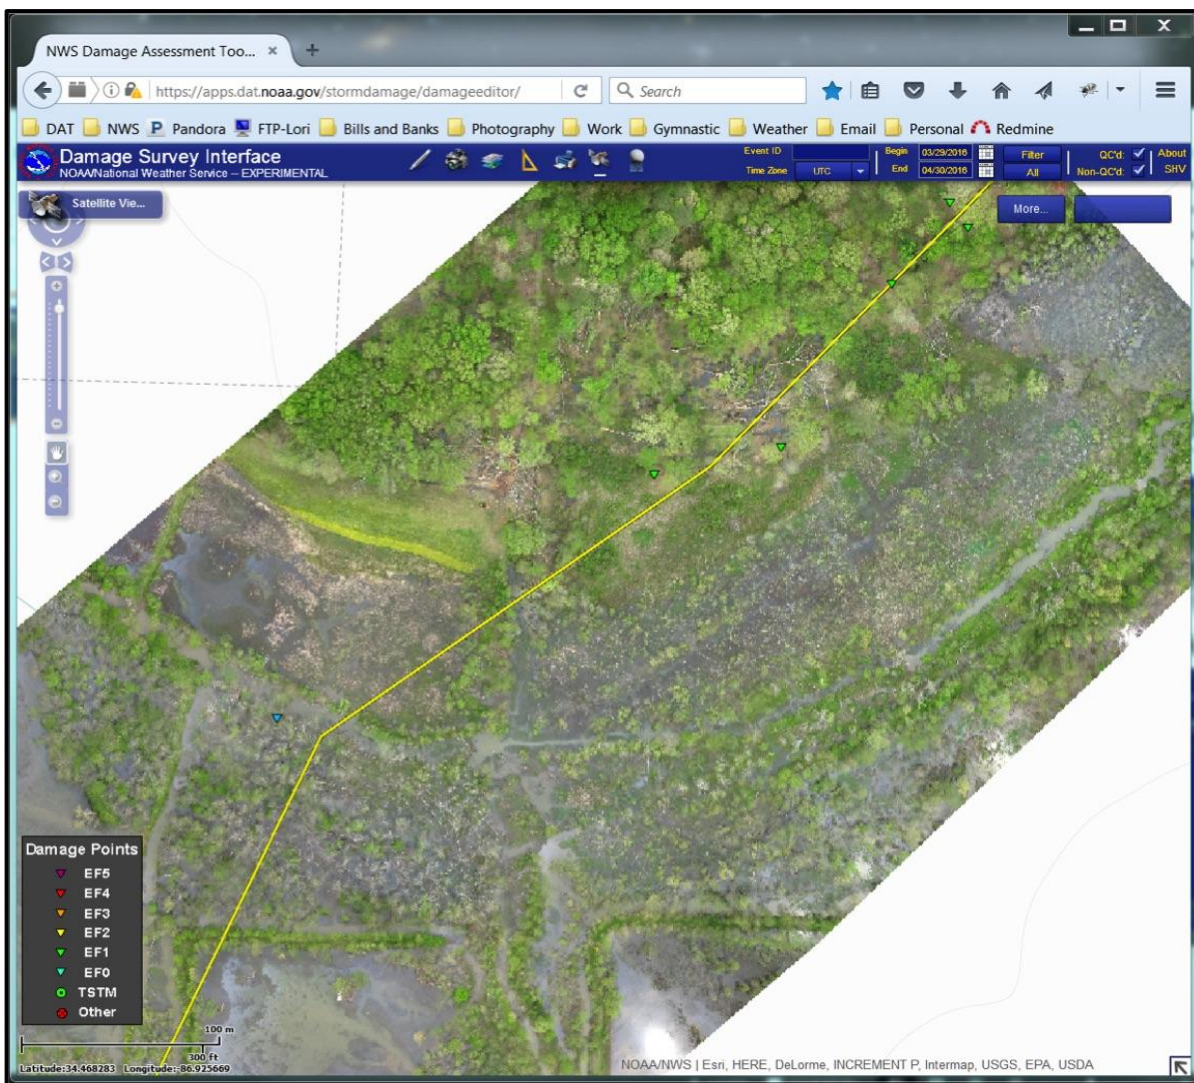 NWS Damage Assessment Too...
https://apps.dat.noaa.gov/stormdamage/damageeditor/
Search
DAT NWS Pandora FTP-Lori Bills and Banks Photography Work Gymnastic Weather Email Personal Redmine
Damage Survey Interface
NOAA/National Weather Service – EXPERIMENTAL
Event ID
Time Zone UTC
Begin 03/29/2016
End 04/30/2016
Filter
All
QC'd:
Non-QC'd:
About
SHV
Satellite Vie...
More...
Damage Points
EF5
EF4
EF3
EF2
EF1
EF0
TSTM
Other
100 m
300 ft
Latitude:34.468283 Longitude:-86.925669
NOAA/NWS | Esri, HERE, DeLorme, INCREMENT P, Intermap, USGS, EPA, USDA